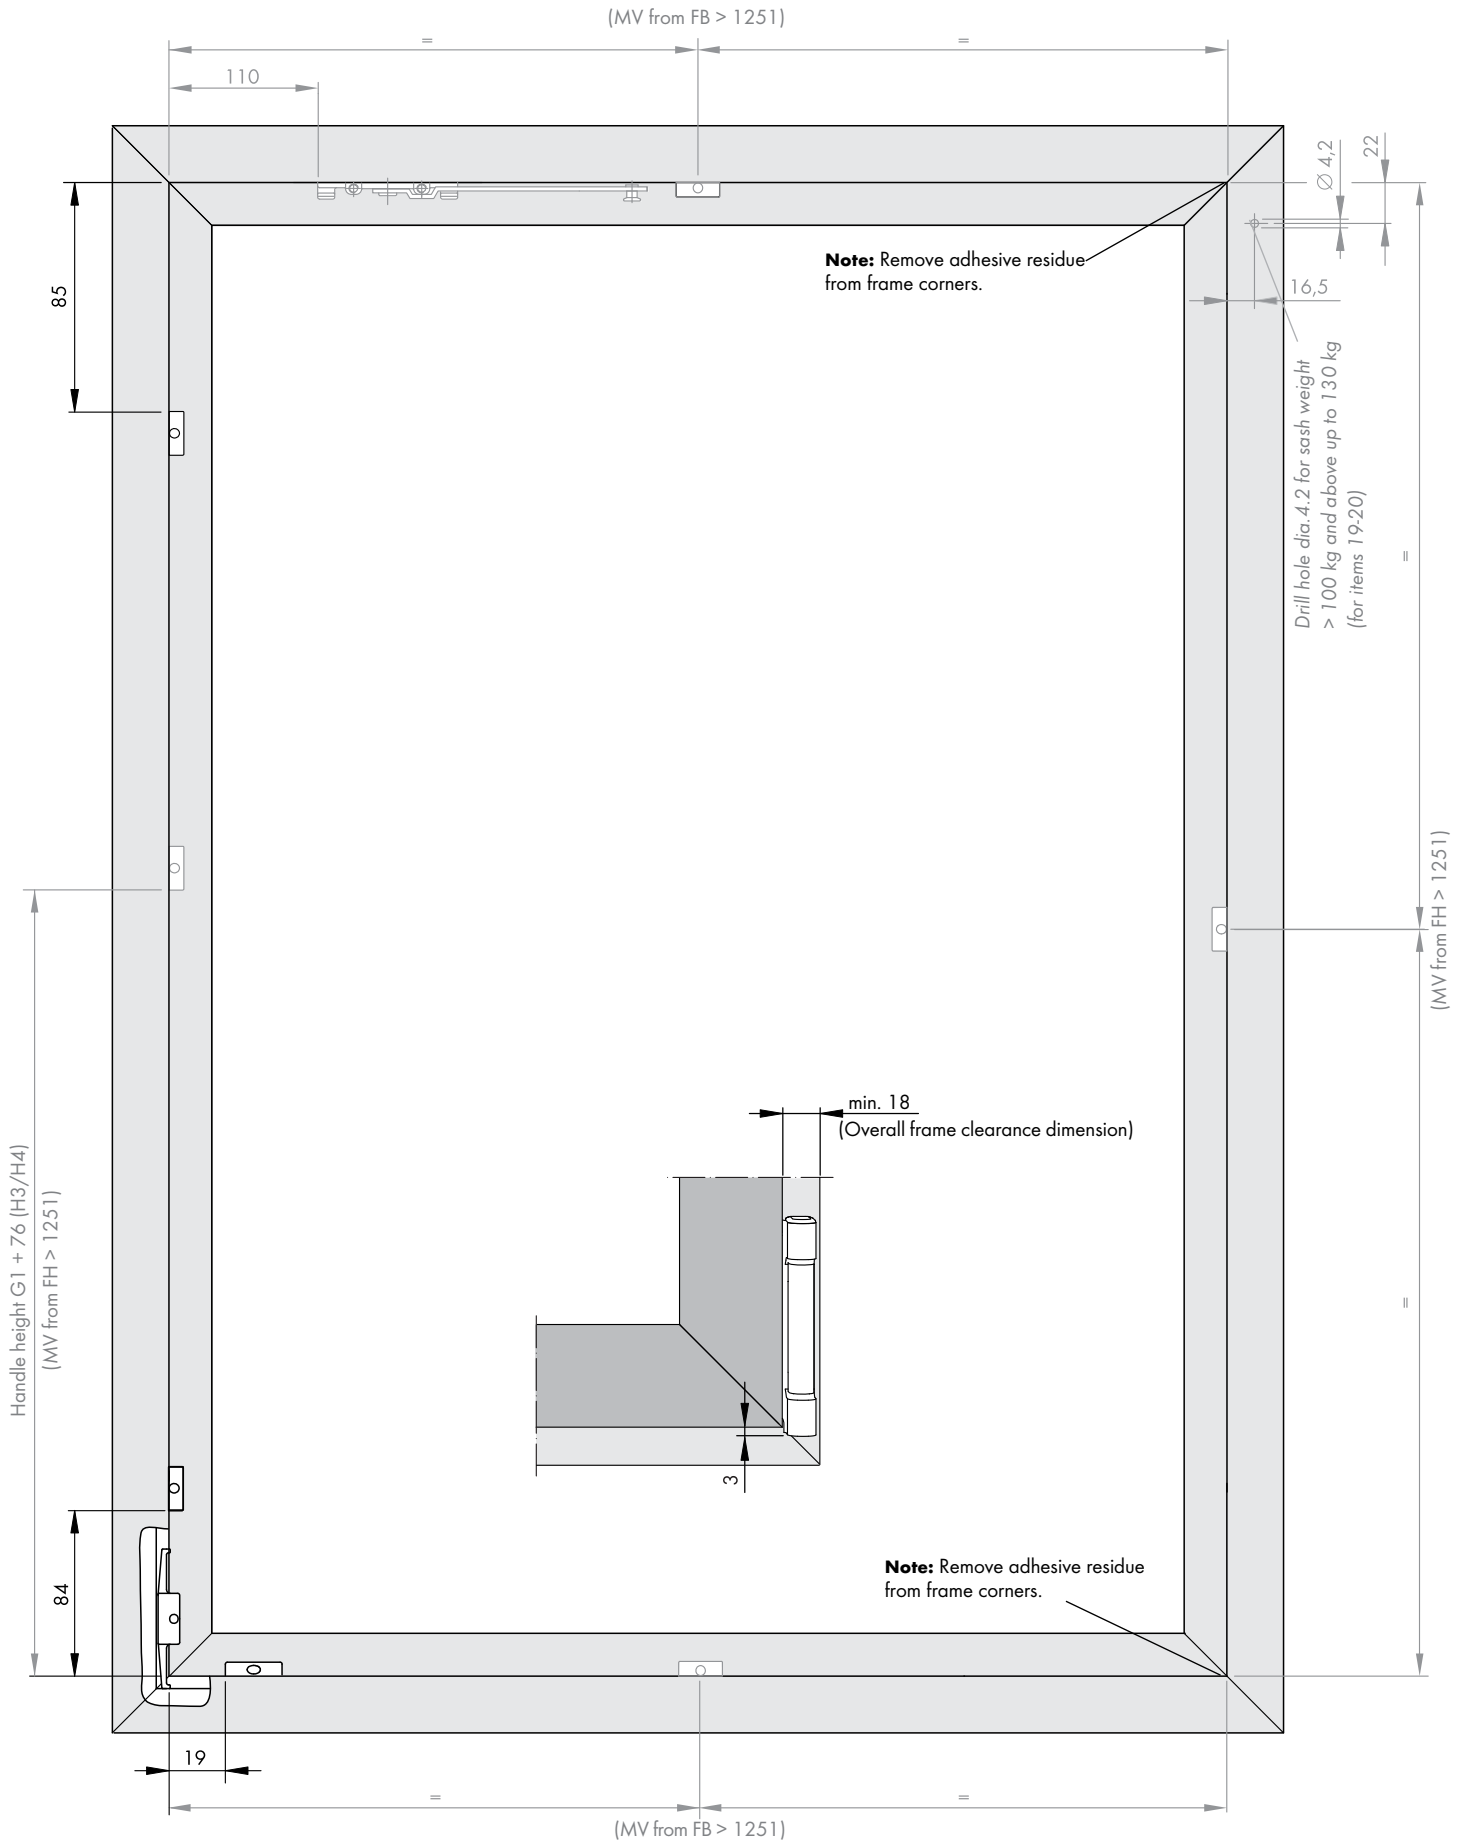 (MV from FB > 1251)
=
=
110
Ø 4,2
22
85
Note: Remove adhesive residue
from frame corners.
16,5
Drill hole dia.4.2 for sash weight
> 100 kg and above up to 130 kg
(for items 19-20)
=
(MV from FH > 1251)
min. 18
(Overall frame clearance dimension)
Handle height G1 + 76 (H3/H4)
(MV from FH > 1251)
=
3
84
Note: Remove adhesive residue
from frame corners.
19
=
=
(MV from FB > 1251)